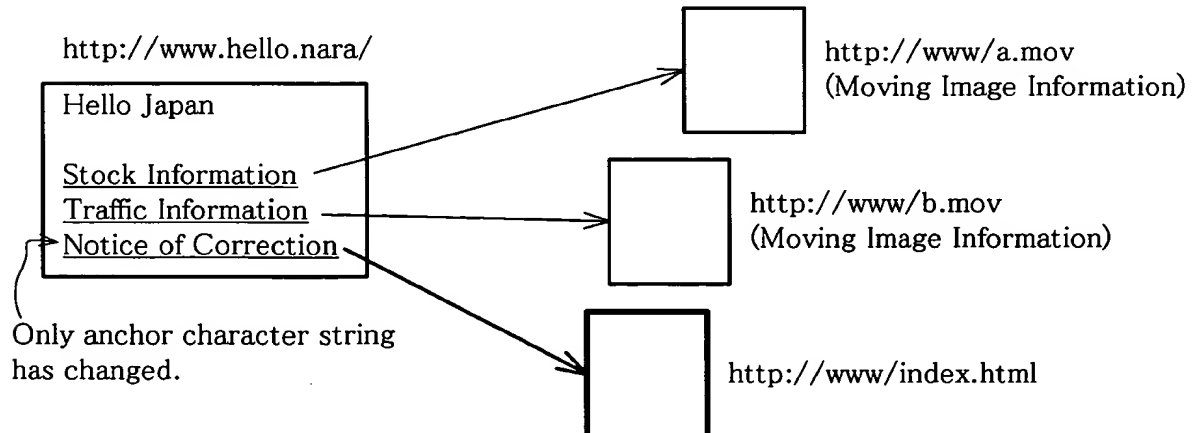 http://www.hello.nara/
Hello Japan
Stock Information
Traffic Information
Notice of Correction
Only anchor character string
has changed.
http://www/a.mov
(Moving Image Information)
http://www/b.mov
(Moving Image Information)
http://www/index.html